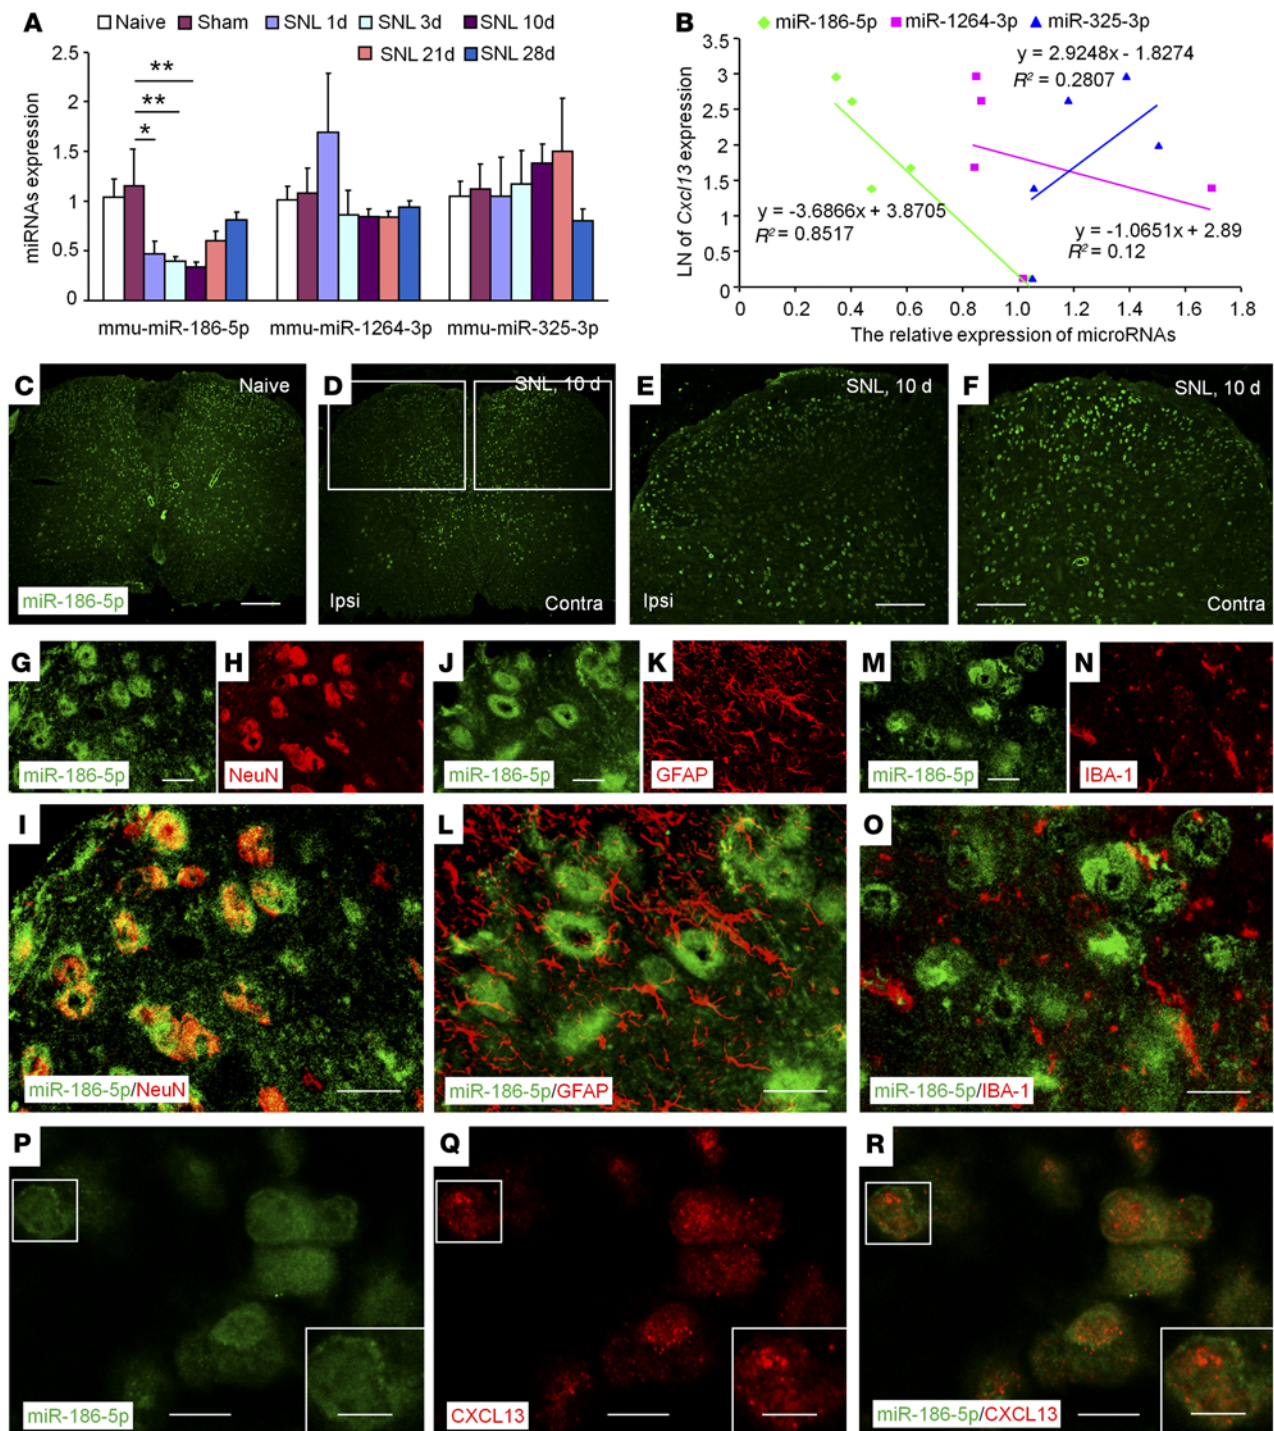 A
Naive Sham SNL 1d SNL 3d SNL 10d
SNL 21d SNL 28d
miRNAs expression
2.5
2
1.5
1
0.5
0
**
**
*
mmu-miR-186-5p mmu-miR-1264-3p mmu-miR-325-3p
B
miR-186-5p miR-1264-3p miR-325-3p
LN of Cxcl13 expression
3.5
3
2.5
2
1.5
1
0.5
0
y = 2.9248x - 1.8274
R² = 0.2807
y = -3.6866x + 3.8705
R² = 0.8517
y = -1.0651x + 2.89
R² = 0.12
0 0.2 0.4 0.6 0.8 1.0 1.2 1.4 1.6 1.8
The relative expression of microRNAs
C
Naive
miR-186-5p
D
SNL, 10 d
Ipsi
Contra
E
SNL, 10 d
Ipsi
F
SNL, 10 d
Contra
G
miR-186-5p
H
NeuN
J
miR-186-5p
K
GFAP
M
miR-186-5p
N
IBA-1
I
miR-186-5p/NeuN
L
miR-186-5p/GFAP
O
miR-186-5p/IBA-1
P
miR-186-5p
Q
CXCL13
R
miR-186-5p/CXCL13